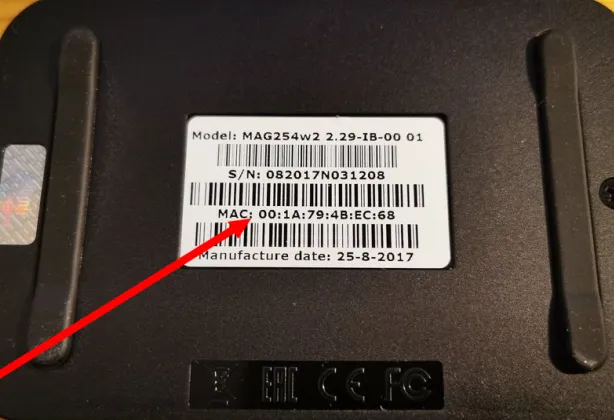 Model: MAG254w2 2.29-IB-00 01
S/N: 082017N031208
MAC: 00:1A:79:4B:EC:68
Manufacture date: 25-8-2017
EAC CE FC